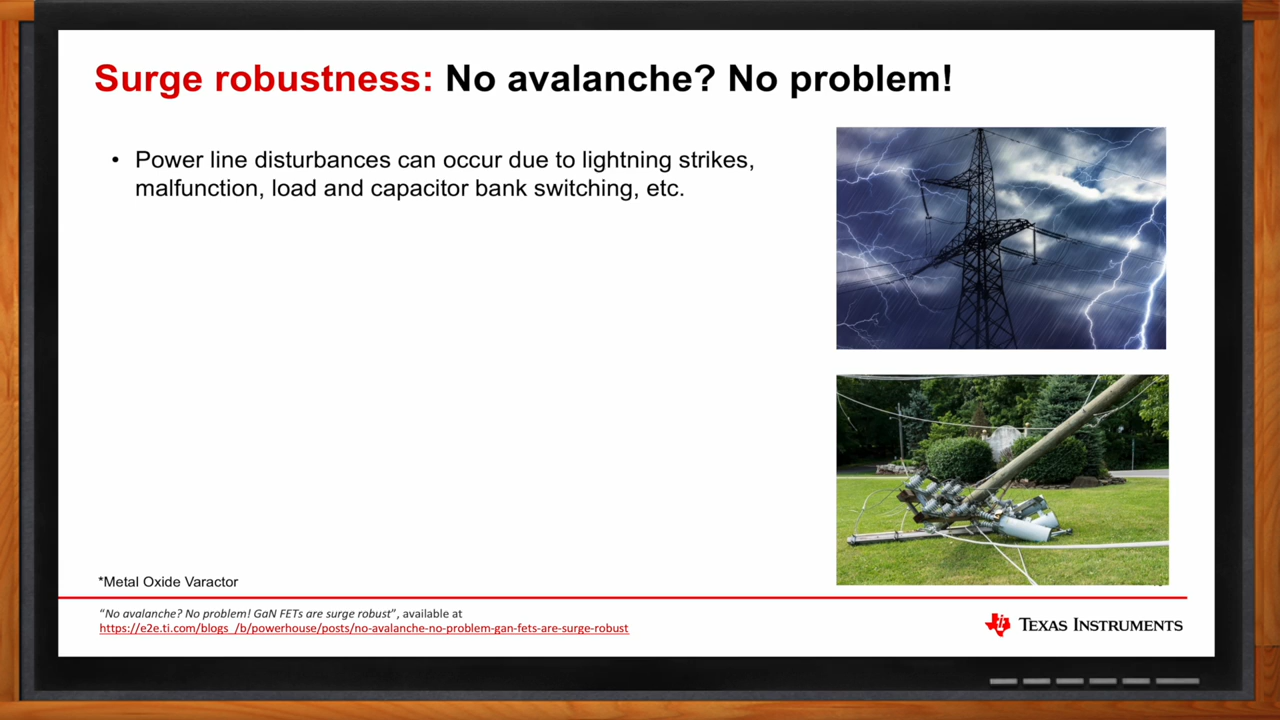 Surge robustness: No avalanche? No problem!
• Power line disturbances can occur due to lightning strikes,
malfunction, load and capacitor bank switching, etc.
*Metal Oxide Varactor
“No avalanche? No problem! GaN FETs are surge robust”, available at
https://e2e.ti.com/blogs_/b/powerhouse/posts/no-avalanche-no-problem-gan-fets-are-surge-robust
TEXAS INSTRUMENTS